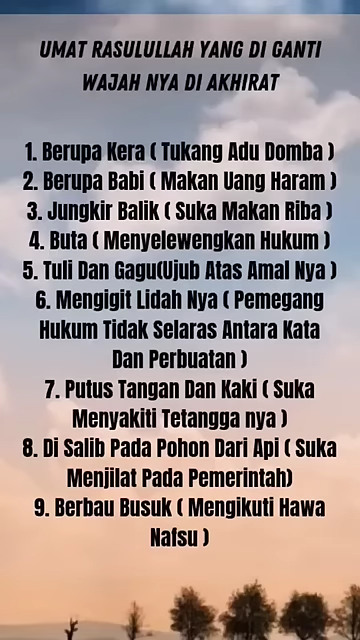 UMAT RASULULLAH YANG DI GANTI
WAJAH NYA DI AKHIRAT
1. Berupa Kera ( Tukang Adu Domba )
2. Berupa Babi ( Makan Uang Haram )
3. Jungkir Balik ( Suka Makan Riba )
4. Buta ( Menyelewengkan Hukum )
5. Tuli Dan Gagu(Ujub Atas Amal Nya )
6. Mengigit Lidah Nya ( Pemegang
Hukum Tidak Selaras Antara Kata
Dan Perbuatan )
7. Putus Tangan Dan Kaki ( Suka
Menyakiti Tetangga nya )
8. Di Salib Pada Pohon Dari Api ( Suka
Menjilat Pada Pemerintah)
9. Berbau Busuk ( Mengikuti Hawa
Nafsu )